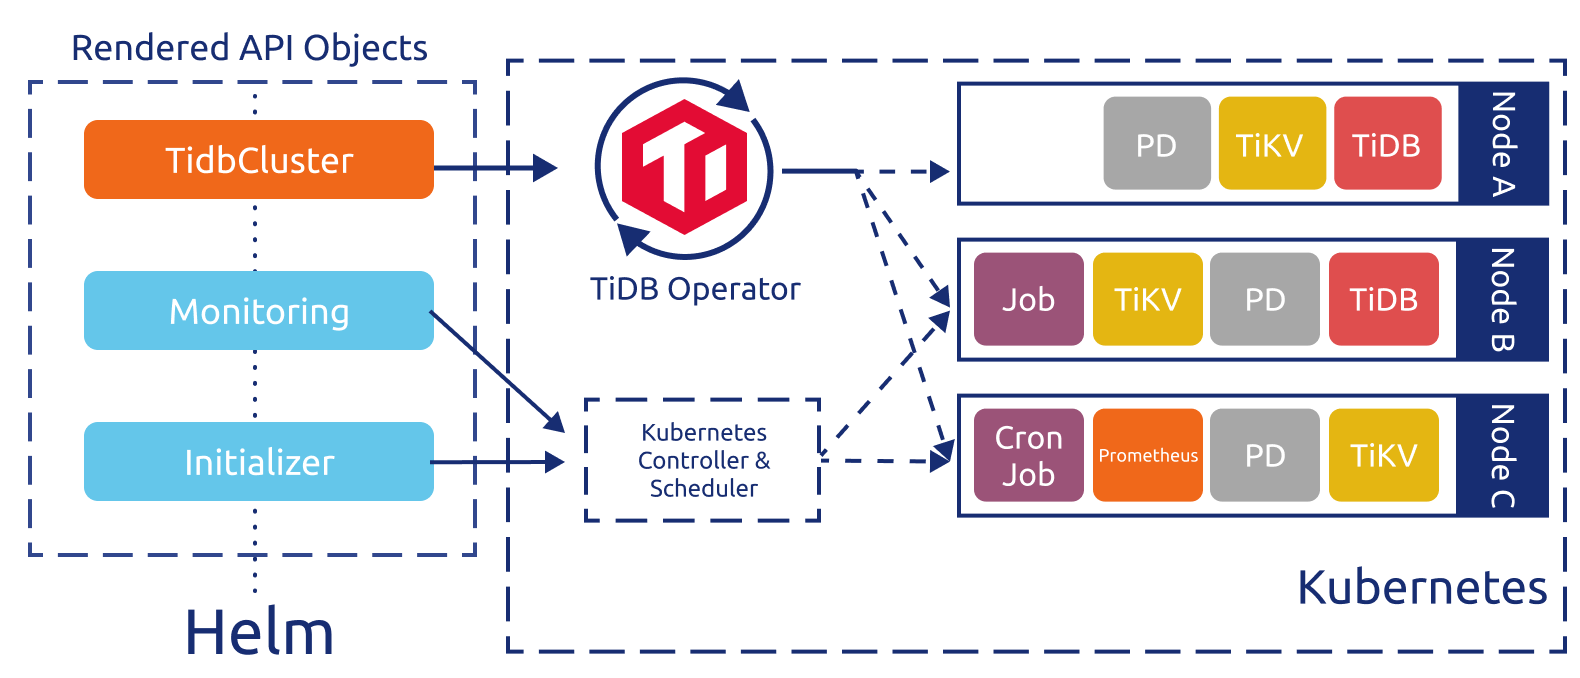 Rendered API Objects
TidbCluster
Monitoring
Initializer
Helm
Ti
TiDB Operator
Kubernetes
Controller &
Scheduler
PD
TiKV
TiDB
Node A
Job
TiKV
PD
TiDB
Node B
Cron
Job
Prometheus
PD
TiKV
Node C
Kubernetes